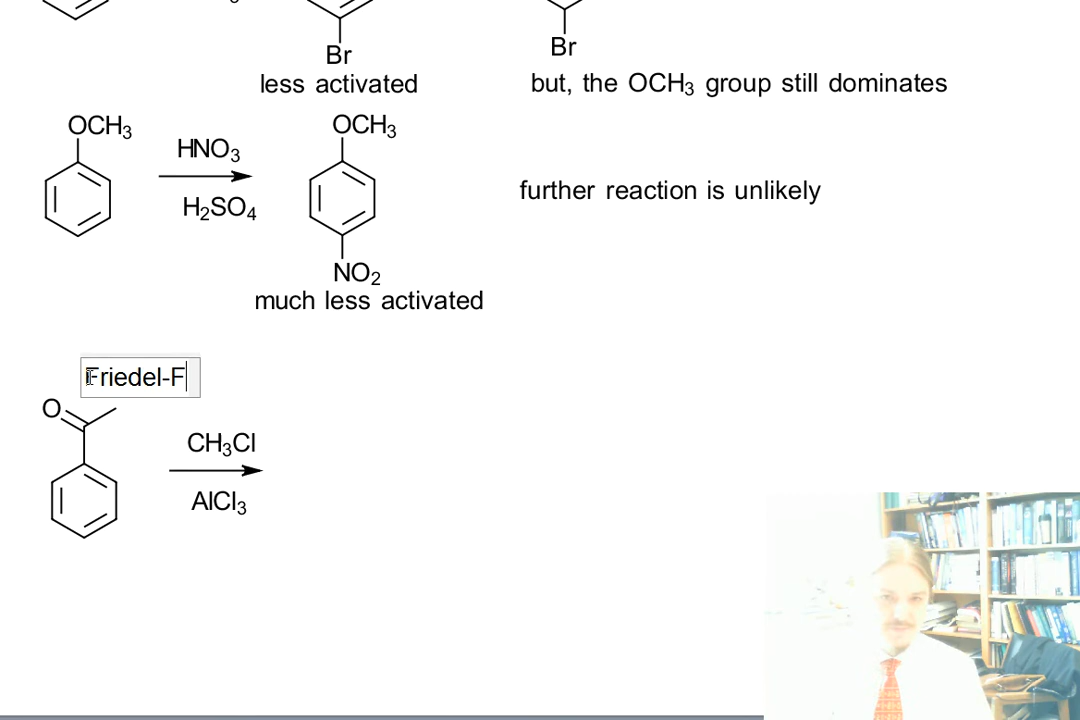 Br
Br
less activated
but, the OCH₃ group still dominates
OCH₃
OCH₃
HNO₃
H₂SO₄
further reaction is unlikely
NO₂
much less activated
Friedel-F
O
CH₃Cl
AlCl₃